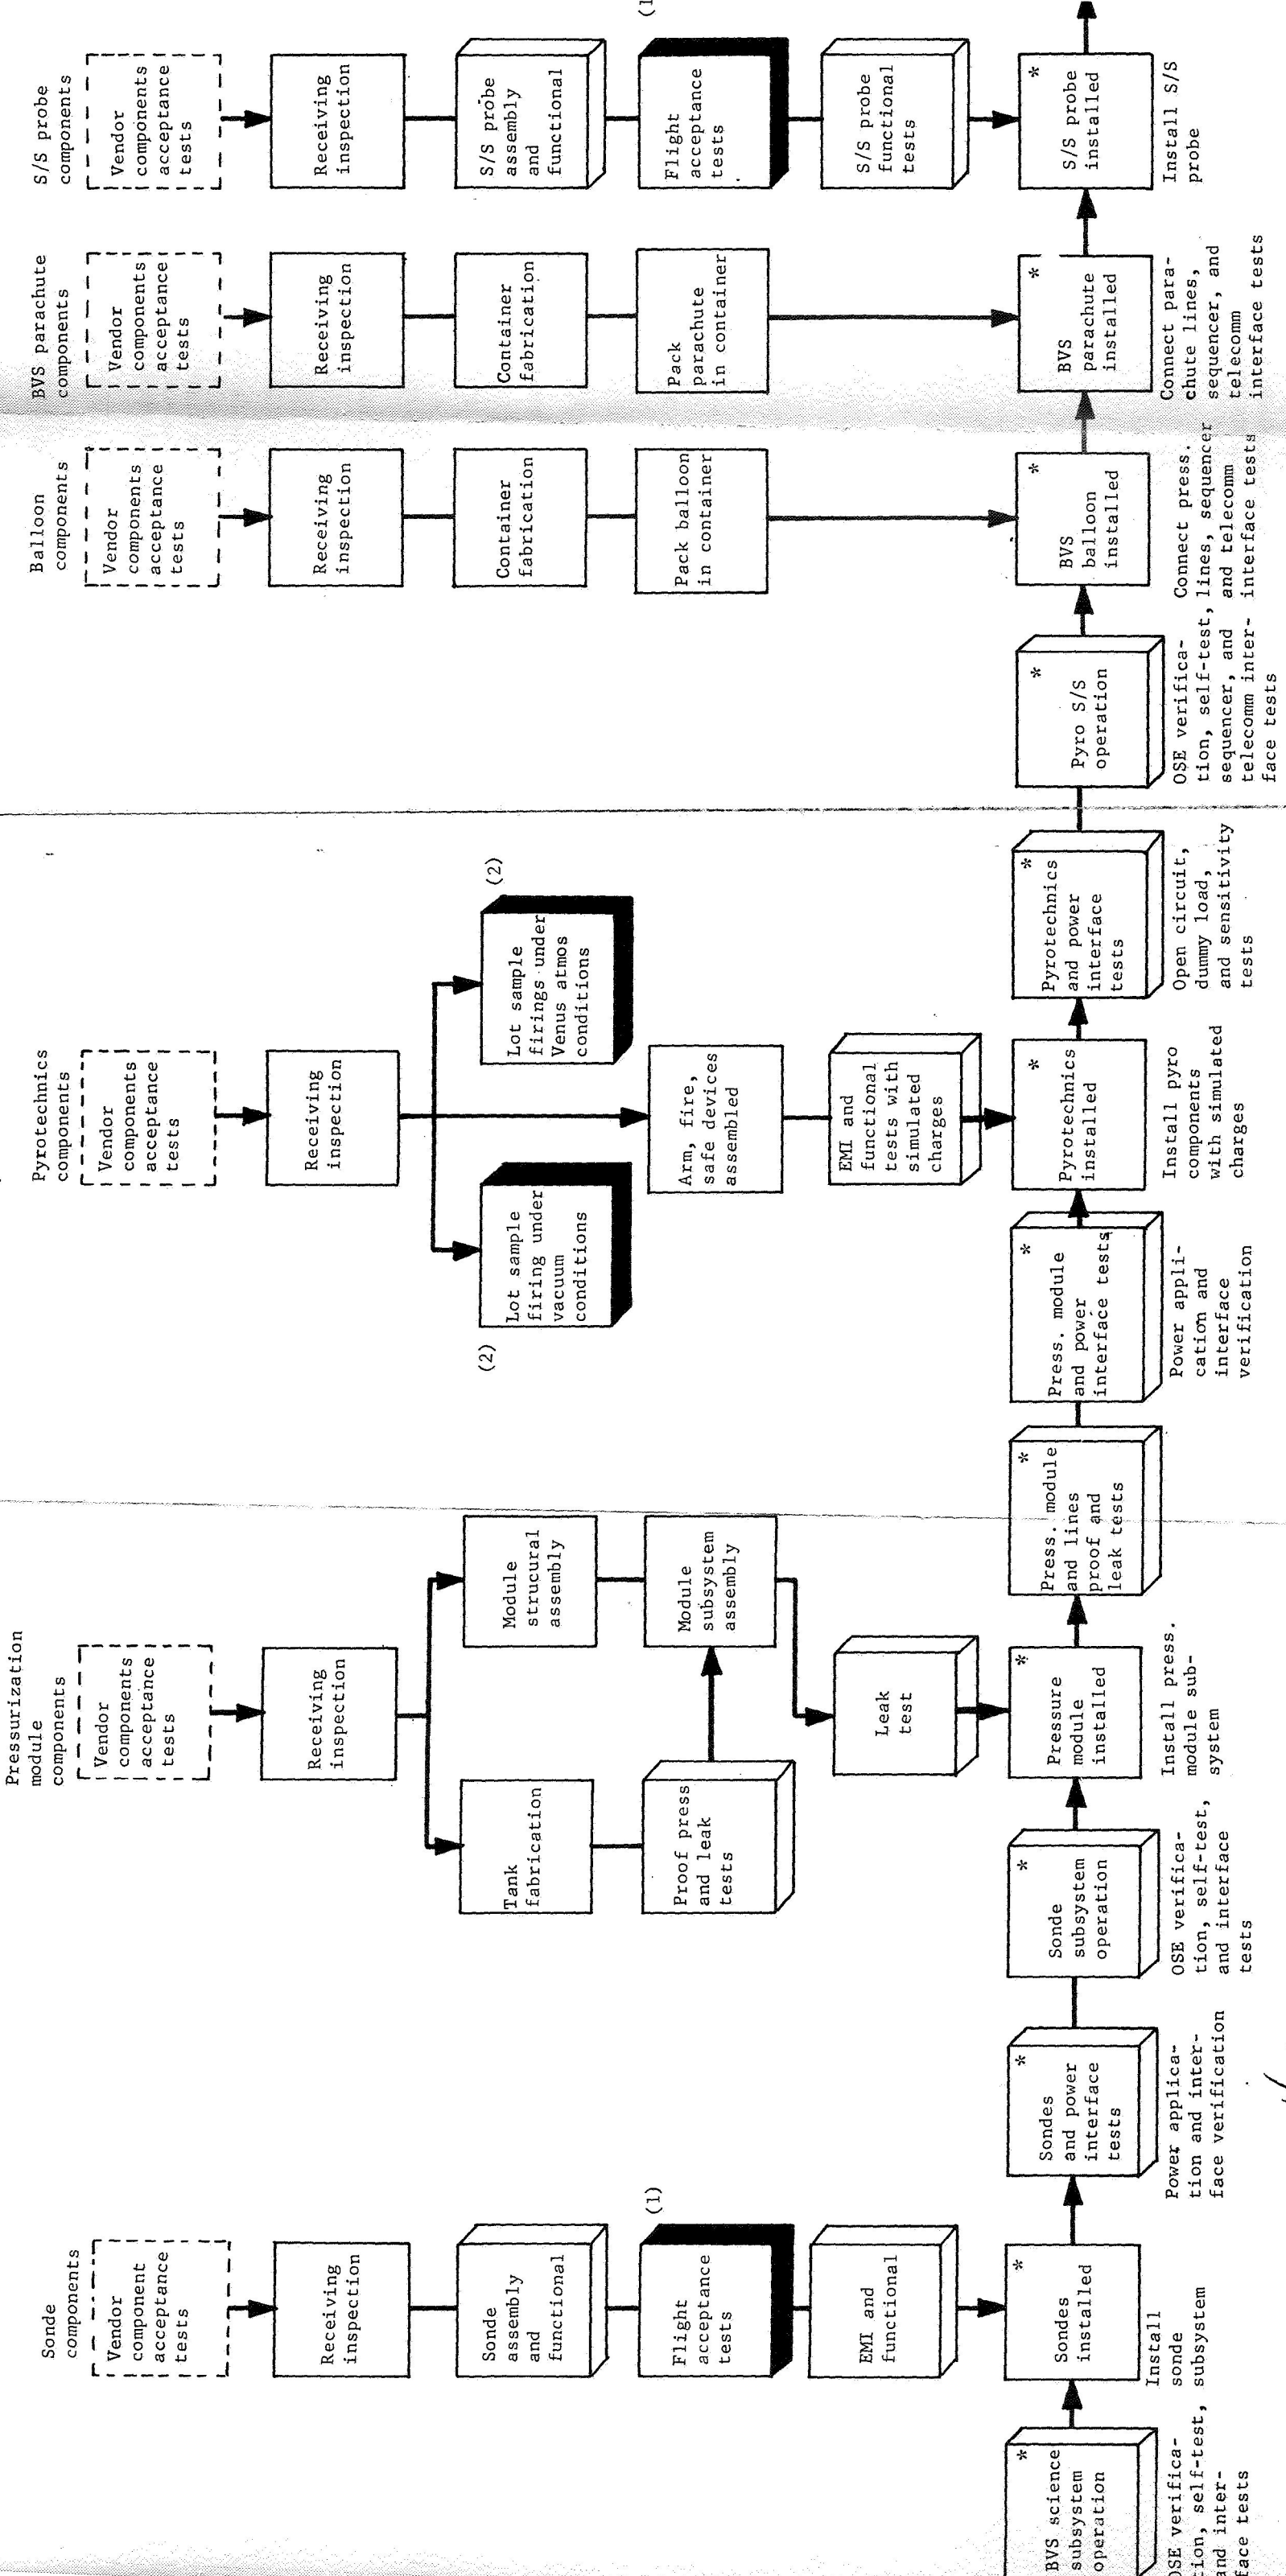 Sonde
components
Vendor
component
acceptance
tests
Receiving
inspection
Sonde
assembly
and
functional
Flight
acceptance
tests
(1)
EMI and
functional
Pressurization
module
components
Vendor
components
acceptance
tests
Receiving
inspection
Tank
fabrication
Module
strucural
assembly
Proof press
and leak
tests
Module
subsystem
assembly
Leak
test
Pyrotechnics
components
Vendor
components
acceptance
tests
Receiving
inspection
(2)
Lot sample
firing under
vacuum
conditions
Lot sample
firings under
Venus atmos
conditions
(2)
Arm, fire,
safe devices
assembled
EMI and
functional
tests with
simulated
charges
Balloon
components
Vendor
components
acceptance
tests
Receiving
inspection
Container
fabrication
Pack balloon
in container
BVS parachute
components
Vendor
components
acceptance
tests
Receiving
inspection
Container
fabrication
Pack
parachute
in container
S/S probe
components
Vendor
components
acceptance
tests
Receiving
inspection
S/S probe
assembly
and
functional
Flight
acceptance
tests
(1
S/S probe
functional
tests
*
BVS science
subsystem
operation
OSE verifica-
tion, self-test,
and inter-
face tests
*
Sondes
installed
Install
sonde
subsystem
*
Sondes
and power
interface
tests
Power applica-
tion and inter-
face verification
*
Sonde
subsystem
operation
OSE verifica-
tion, self-test,
and interface
tests
*
Pressure
module
installed
Install press.
module sub-
system
*
Press. module
and lines
proof and
leak tests
*
Press. module
and power
interface tests
Power appli-
cation and
interface
verification
*
Pyrotechnics
installed
Install pyro
components
with simulated
charges
*
Pyrotechnics
and power
interface
tests
Open circuit,
dummy load,
and sensitivity
tests
*
Pyro S/S
operation
OSE verifica-
tion, self-test,
sequencer, and
telecomm inter-
face tests
*
BVS
balloon
installed
Connect press.
lines, sequencer
and telecomm
interface tests
*
BVS
parachute
installed
Connect para-
chute lines,
sequencer, and
telecomm
interface tests
*
S/S probe
installed
Install S/S
probe